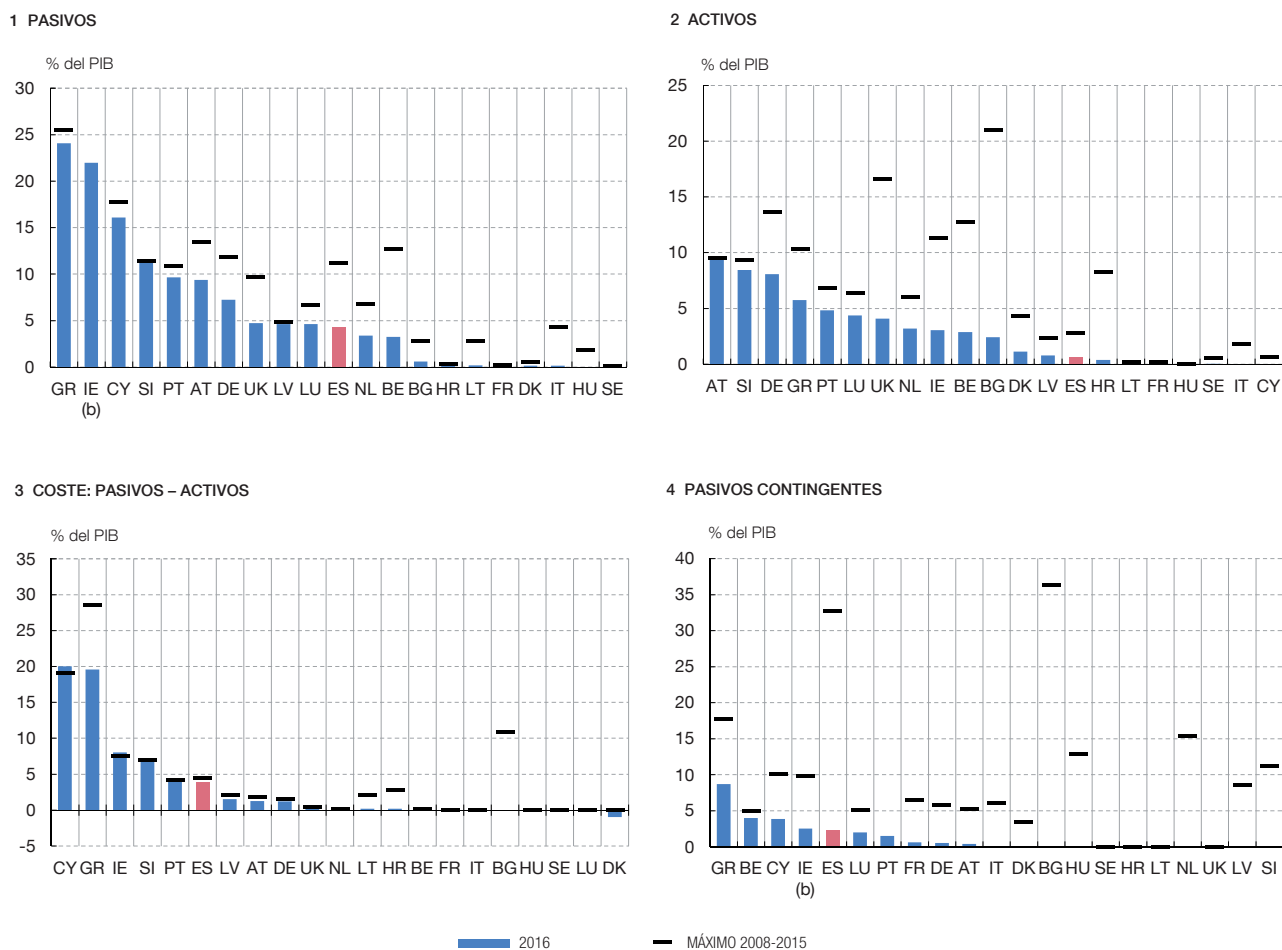 1 PASIVOS
% del PIB
30
25
20
15
10
5
0
GR IE CY SI PT AT DE UK LV LU ES NL BE BG HR LT FR DK IT HU SE
(b)
2 ACTIVOS
% del PIB
25
20
15
10
5
0
AT SI DE GR PT LU UK NL IE BE BG DK LV ES HR LT FR HU SE IT CY
3 COSTE: PASIVOS – ACTIVOS
% del PIB
35
30
25
20
15
10
5
0
-5
CY GR IE SI PT ES LV AT DE UK NL LT HR BE FR IT BG HU SE LU DK
4 PASIVOS CONTINGENTES
% del PIB
40
35
30
25
20
15
10
5
0
GR BE CY IE ES LU PT FR DE AT IT DK BG HU SE HR LT NL UK LV SI
(b)
2016
MÁXIMO 2008-2015